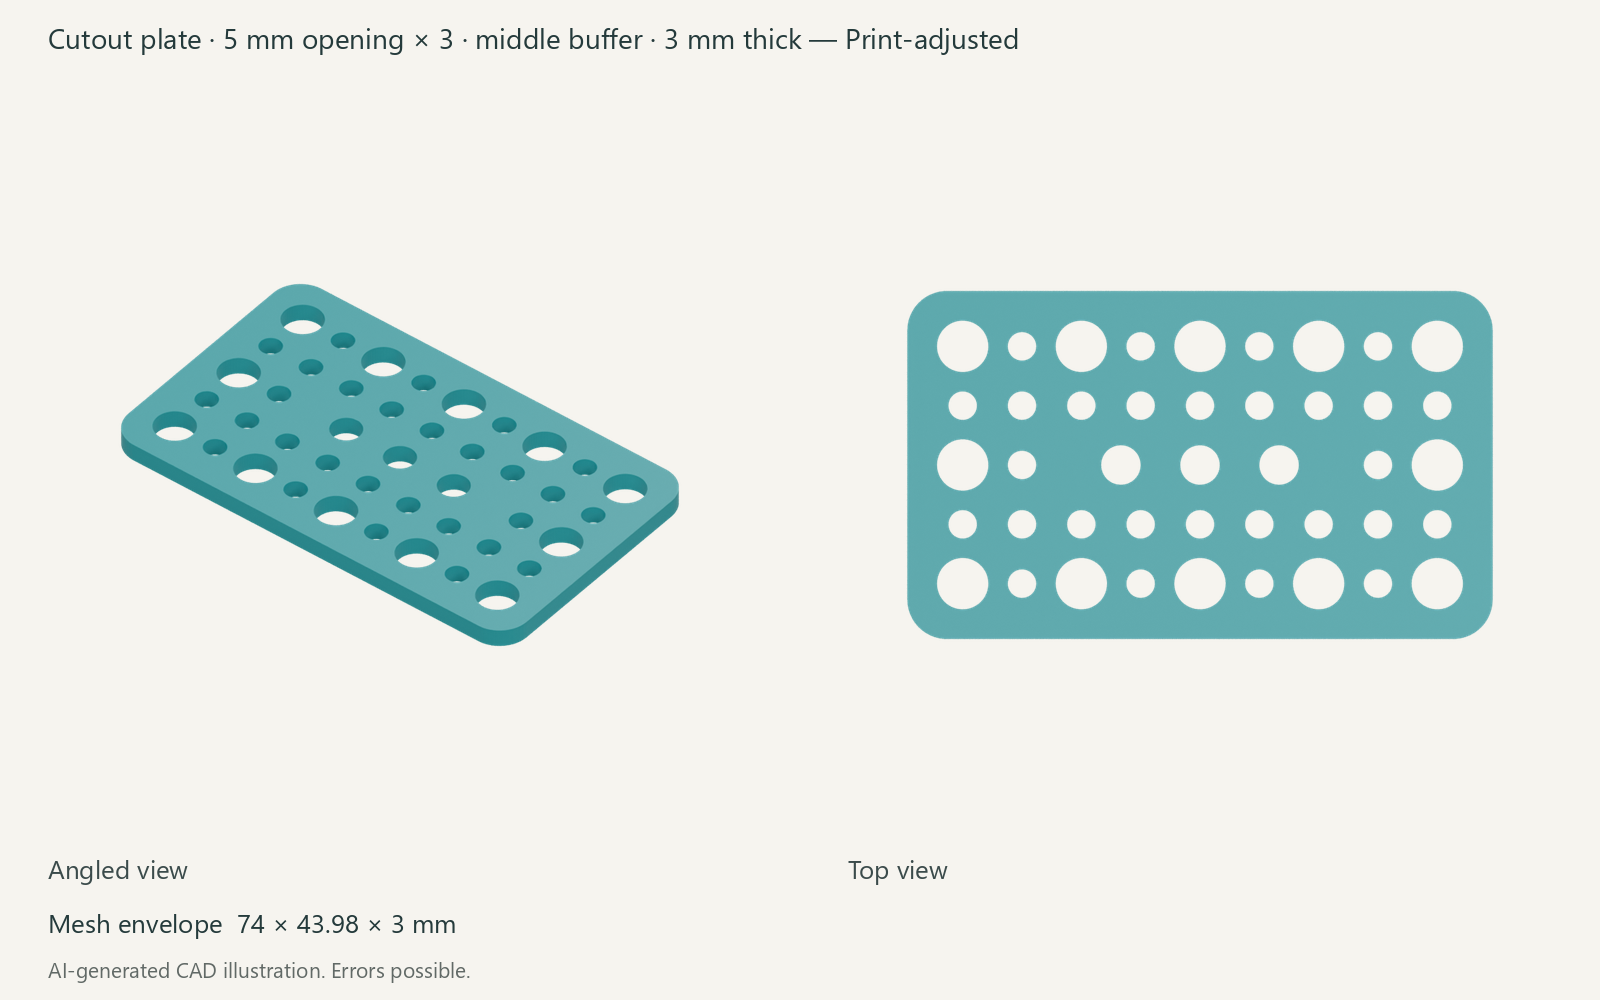 Cutout plate · 5 mm opening × 3 · middle buffer · 3 mm thick — Print-adjusted
Angled view
Top view
Mesh envelope 74 × 43.98 × 3 mm
AI-generated CAD illustration. Errors possible.